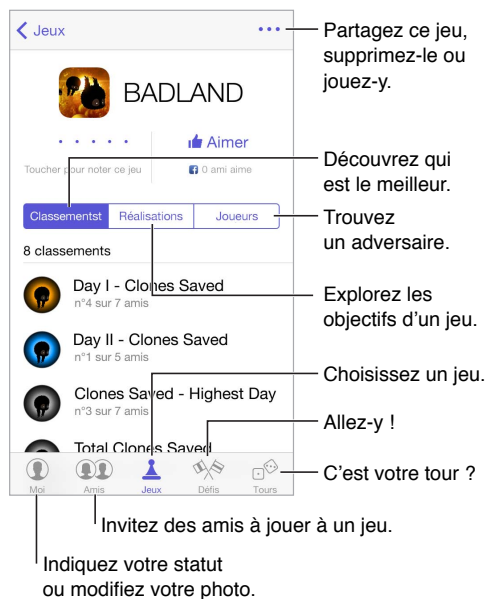 Jeux
BADLAND
Aimer
Toucher pour noter ce jeu
0 ami aime
Classementst
Réalisations
Joueurs
8 classements
Day I - Clones Saved
n°4 sur 7 amis
Day II - Clones Saved
n°1 sur 5 amis
Clones Saved - Highest Day
n°3 sur 7 amis
Total Clones Saved
Moi
Amis
Jeux
Défis
Tours
Partagez ce jeu,
supprimez-le ou
jouez-y.
Découvrez qui
est le meilleur.
Trouvez
un adversaire.
Explorez les
objectifs d'un jeu.
Choisissez un jeu.
Allez-y !
C'est votre tour ?
Invitez des amis à jouer à un jeu.
Indiquez votre statut
ou modifiez votre photo.